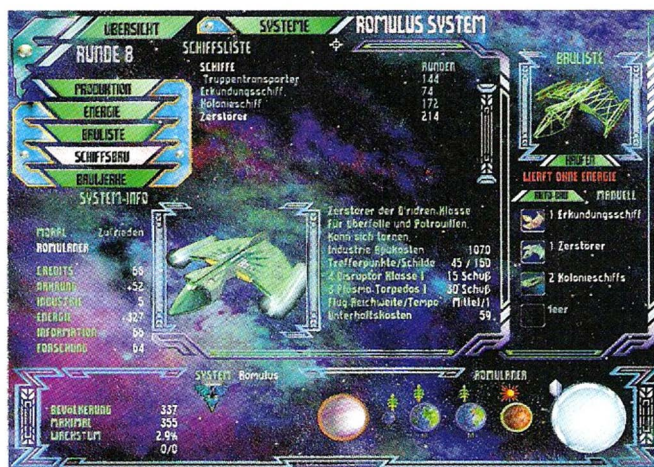 ÜBERSICHT
SYSTEME
ROMULUS SYSTEM
RUNDE 8
SCHIFFSLISTE
SCHIFFE RUNDEN
Truppentransporter 144
Erkundungsschiff 74
Kolonieschiff 172
Zerstörer 214
PRODUKTION
ENERGIE
BAULISTE
SCHIFFSBAU
BAUWERKE
SYSTEM-INFO
MORAL Zufrieden
ROMULANER
CREDITS 68
NAHRUNG +52
INDUSTRIE 5
ENERGIE +327
INFORMATION 66
FORSCHUNG 64
Zerstörer der D'ridren Klasse
Für Überfälle und Patrouillen.
Kann sich tarnen.
Industrie Baukosten 1070
Trefferpunkte/Schilde 45 / 160
2 Disruptor Klasse I 15 Schuß
3 Plasma Torpedos I 30 Schuß
Flug Reichweite/Tempo Mittel/1
Unterhaltskosten 59
BAULISTE
KAUFEN
WERFT OHNE ENERGIE
AUTO-BAU MANUELL
1 Erkundungsschiff
1 Zerstörer
2 Kolonieschiffs
leer
SYSTEM Romulus
ROMULANER
BEVÖLKERUNG 337
MAXIMAL 355
WACHSTUM 2.9%
0/0